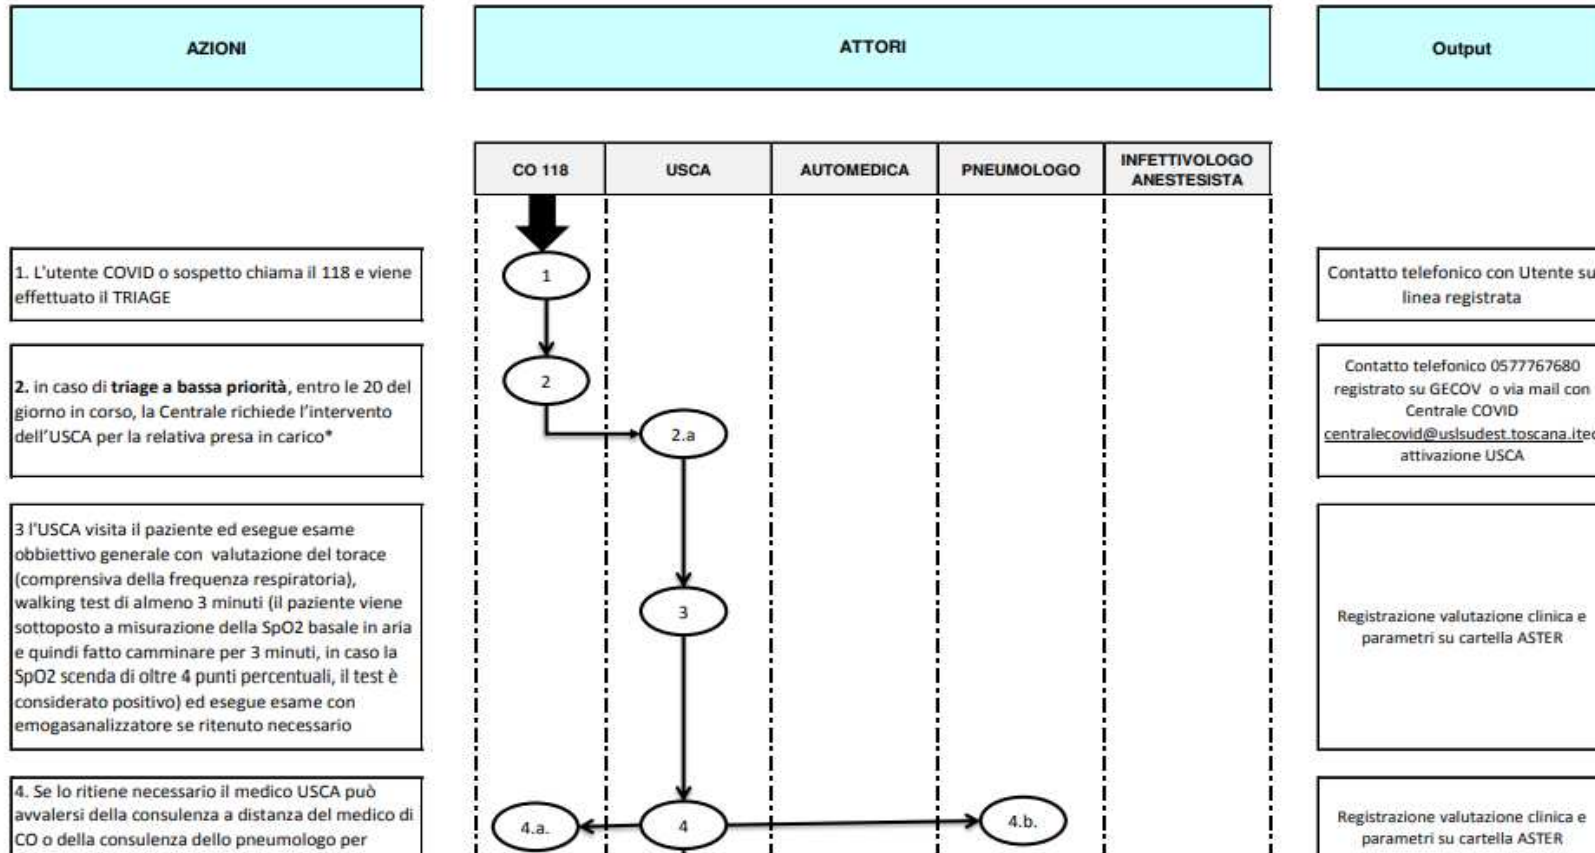 AZIONI
ATTORI
Output
CO 118
USCA
AUTOMEDICA
PNEUMOLOGO
INFETTIVOLOGO
ANESTESISTA
1. L'utente COVID o sospetto chiama il 118 e viene
effettuato il TRIAGE
1
Contatto telefonico con Utente su
linea registrata
2. in caso di triage a bassa priorità, entro le 20 del
giorno in corso, la Centrale richiede l'intervento
dell'USCA per la relativa presa in carico*
2
2.a
Contatto telefonico 0577767680
registrato su GECOV o via mail con
Centrale COVID
centralecovid@uslsudest.toscana.itec
attivazione USCA
3 l'USCA visita il paziente ed esegue esame
obbiettivo generale con valutazione del torace
(comprensiva della frequenza respiratoria),
walking test di almeno 3 minuti (il paziente viene
sottoposto a misurazione della SpO2 basale in aria
e quindi fatto camminare per 3 minuti, in caso la
SpO2 scenda di oltre 4 punti percentuali, il test è
considerato positivo) ed esegue esame con
emogasanalizzatore se ritenuto necessario
3
Registrazione valutazione clinica e
parametri su cartella ASTER
4. Se lo ritiene necessario il medico USCA può
avvalersi della consulenza a distanza del medico di
CO o della consulenza dello pneumologo per
4.a.
4
4.b.
Registrazione valutazione clinica e
parametri su cartella ASTER